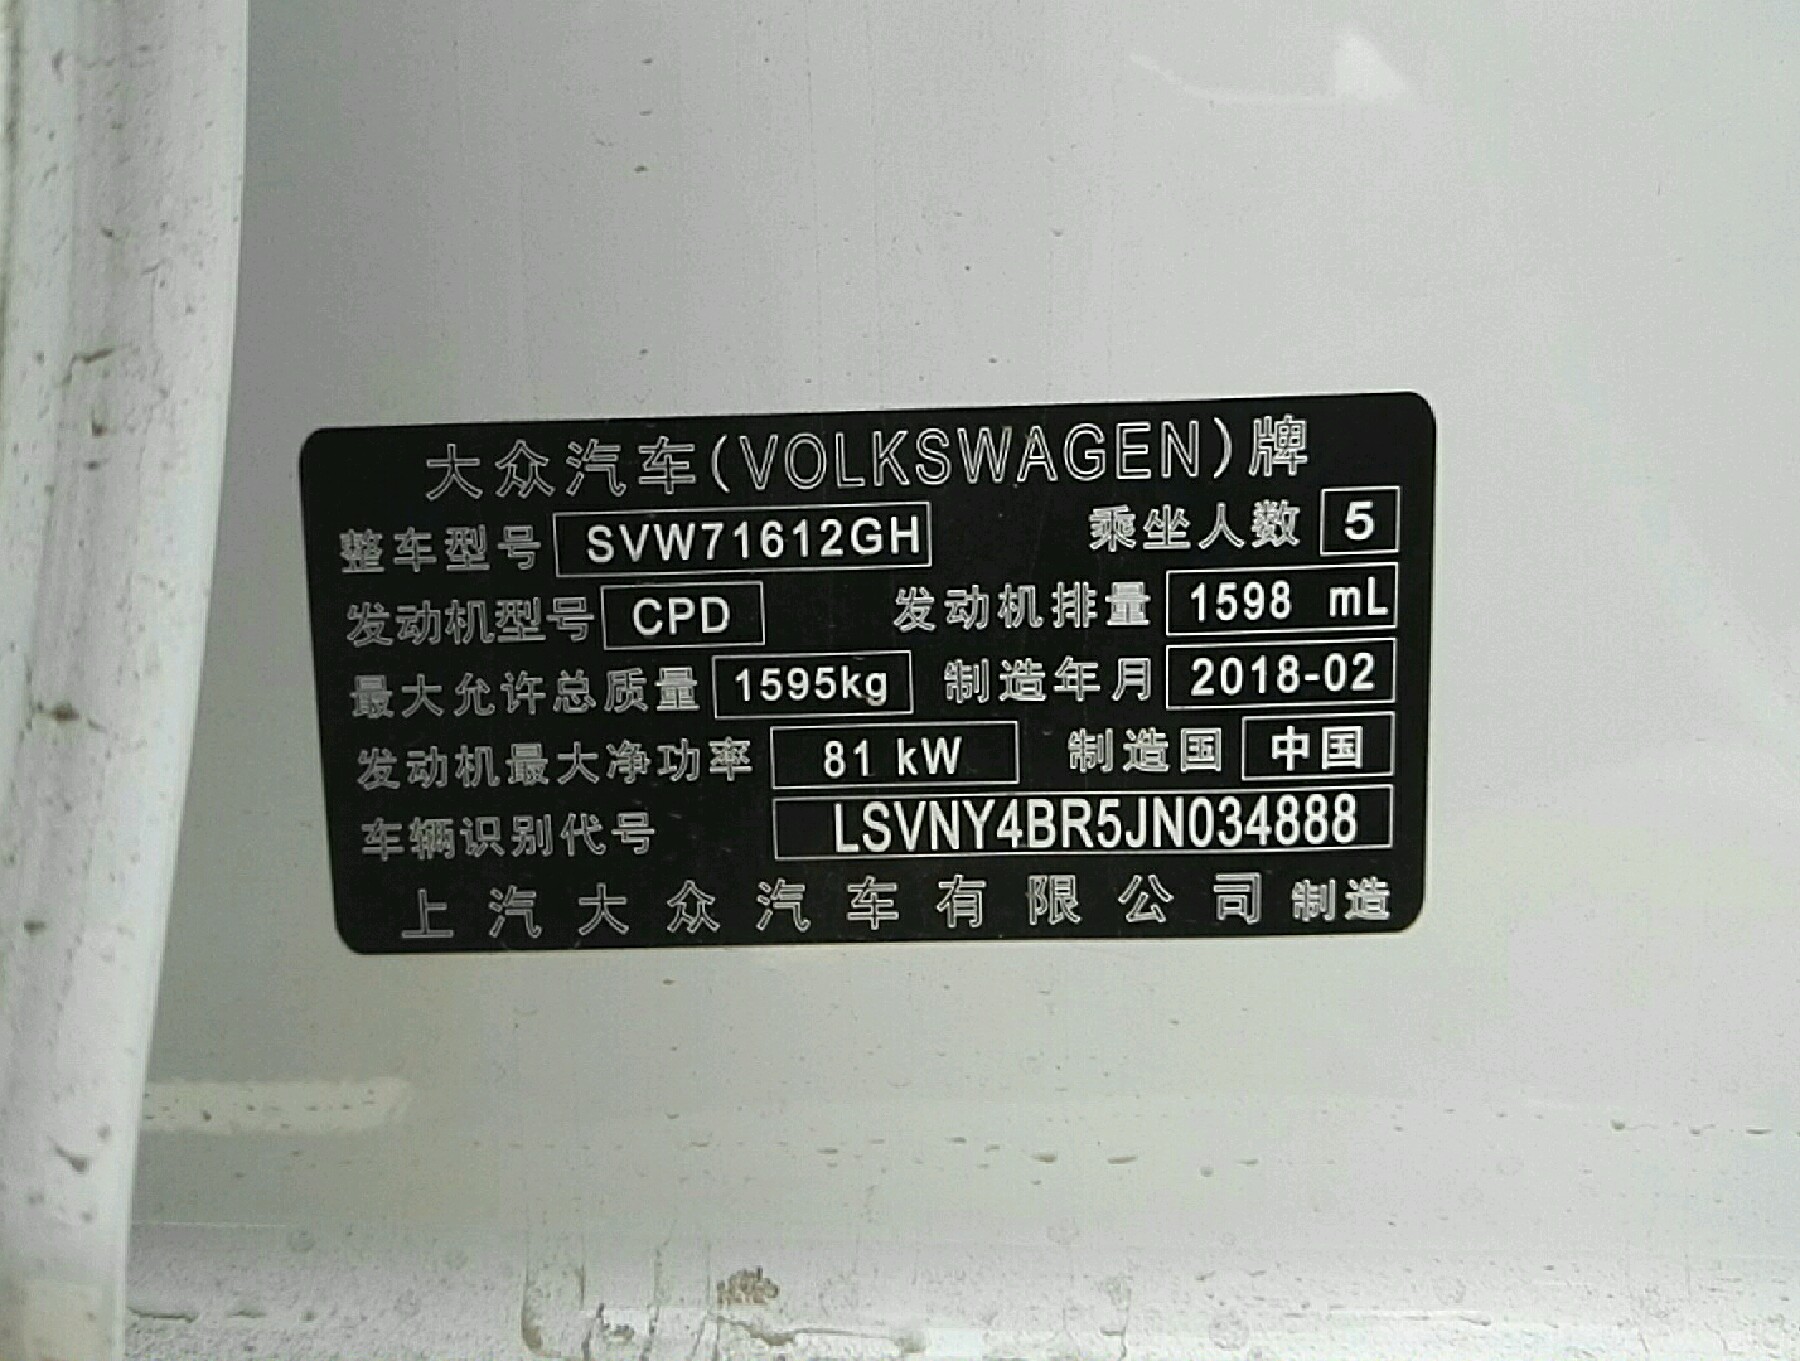 大众汽车(VOLKSWAGEN)牌
整车型号 SVW71612GH 乘坐人数 5
发动机型号 CPD 发动机排量 1598 mL
最大允许总质量 1595kg 制造年月 2018-02
发动机最大净功率 81 kW 制造国 中国
车辆识别代号 LSVNY4BR5JN034888
上汽大众汽车有限公司 制造